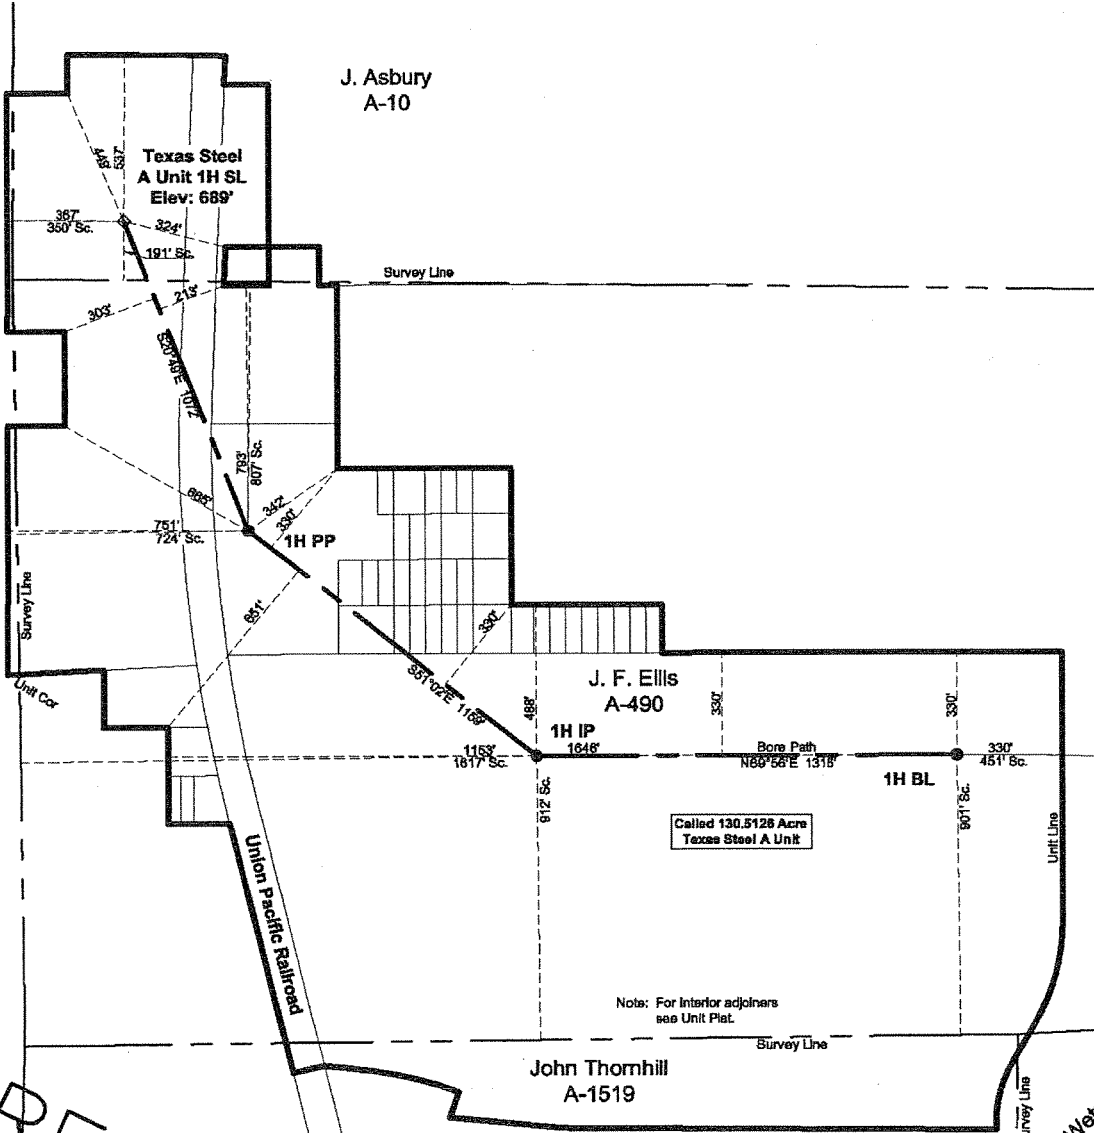 J. Asbury
A-10
449'
537'
Texas Steel
A Unit 1H SL
Elev: 689'
367'
350' Sc.
324'
191' Sc.
Survey Line
303'
213'
S20°49'E 1072'
793'
807' Sc.
665'
342'
330'
751'
724' Sc.
1H PP
Survey Line
651'
330'
S51°02'E 1159'
J. F. Ellis
A-490
Unit Cor
488'
330'
330'
1H IP
1153'
1617' Sc.
1646'
Bore Path
N89°56'E 1316'
330'
451' Sc.
1H BL
912' Sc.
901' Sc.
Called 130.5126 Acre
Texas Steel A Unit
Unit Line
Union Pacific Railroad
Note: For interior adjoiners
see Unit Plat.
Survey Line
John Thornhill
A-1519